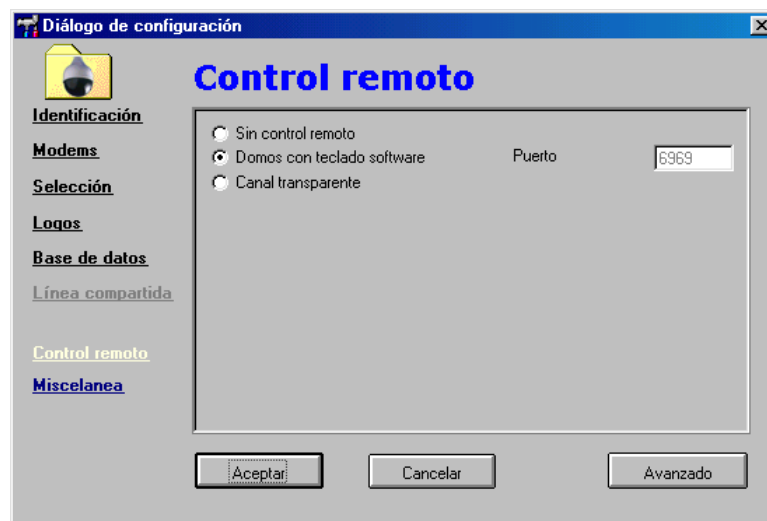 Diálogo de configuración
Control remoto
Identificación
Modems
Selección
Logos
Base de datos
Línea compartida
Control remoto
Miscelanea
Sin control remoto
Domos con teclado software
Puerto
6969
Canal transparente
Aceptar
Cancelar
Avanzado